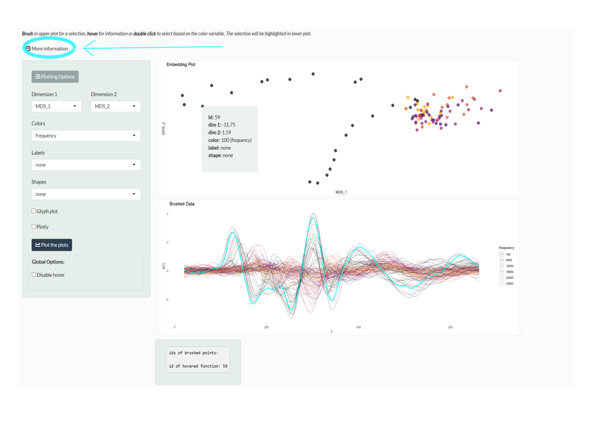 Brush in upper plot for a selection, hover for information or double click to select based on the color variable. The selection will be highlighted in lower plot.
More information
Plotting Options
Dimension 1
Dimension 2
MDS_1
MDS_2
Colors
frequency
Labels
none
Shapes
none
Glyph plot
Plotly
Plot the plots
Global Options:
Disable hover
Embedding Plot
MDS_2
Id: 59
dim 1: -31.75
dim 2: 1.59
color: 100 (frequncy)
label: none
shape: none
MDS_1
Brushed Data
frequency
t
ids of brushed points:
id of hovered function: 59